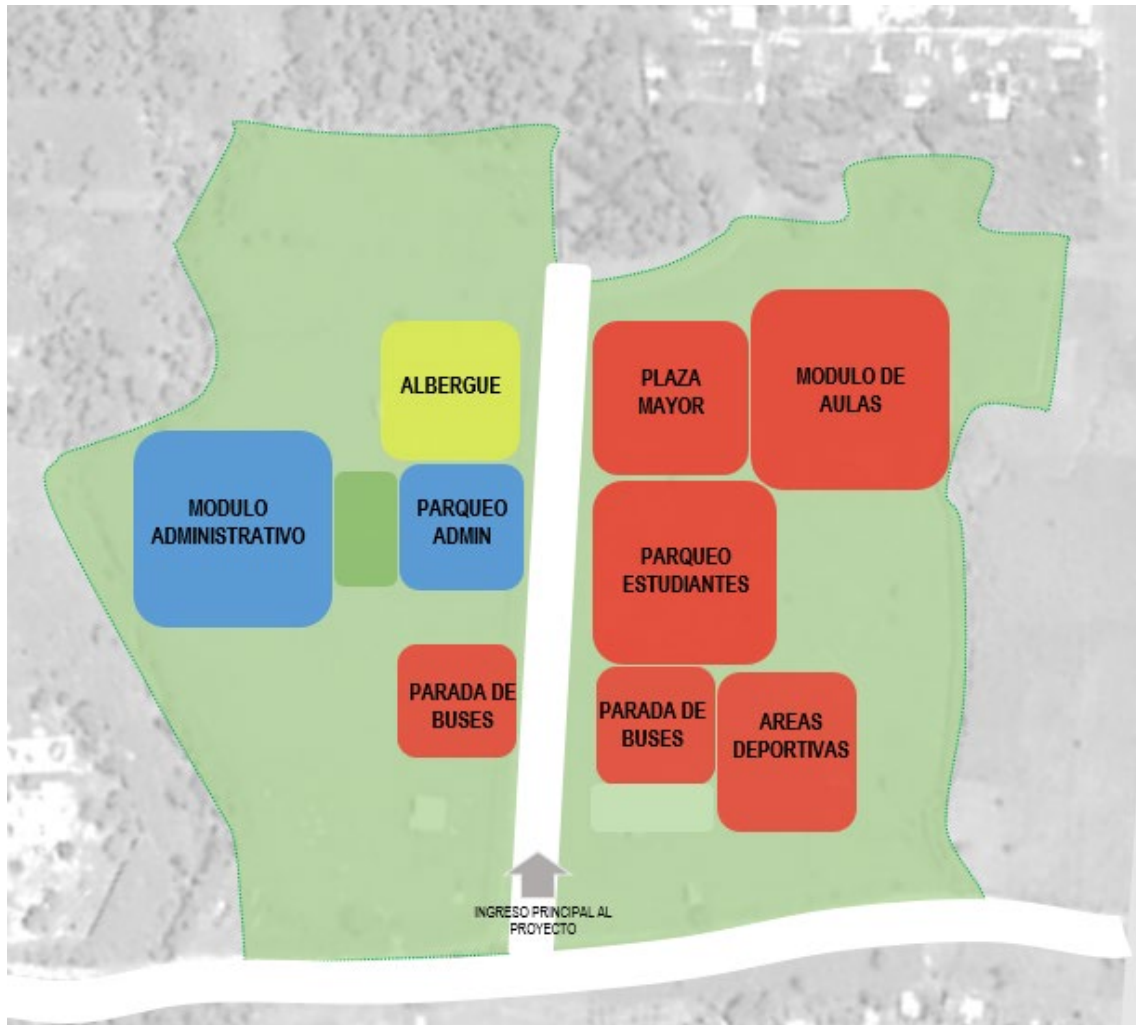 ALBERGUE
PLAZA
MAYOR
MODULO DE
AULAS
MODULO
ADMINISTRATIVO
PARQUEO
ADMIN
PARQUEO
ESTUDIANTES
PARADA DE
BUSES
PARADA DE
BUSES
AREAS
DEPORTIVAS
INGRESO PRINCIPAL AL
PROYECTO